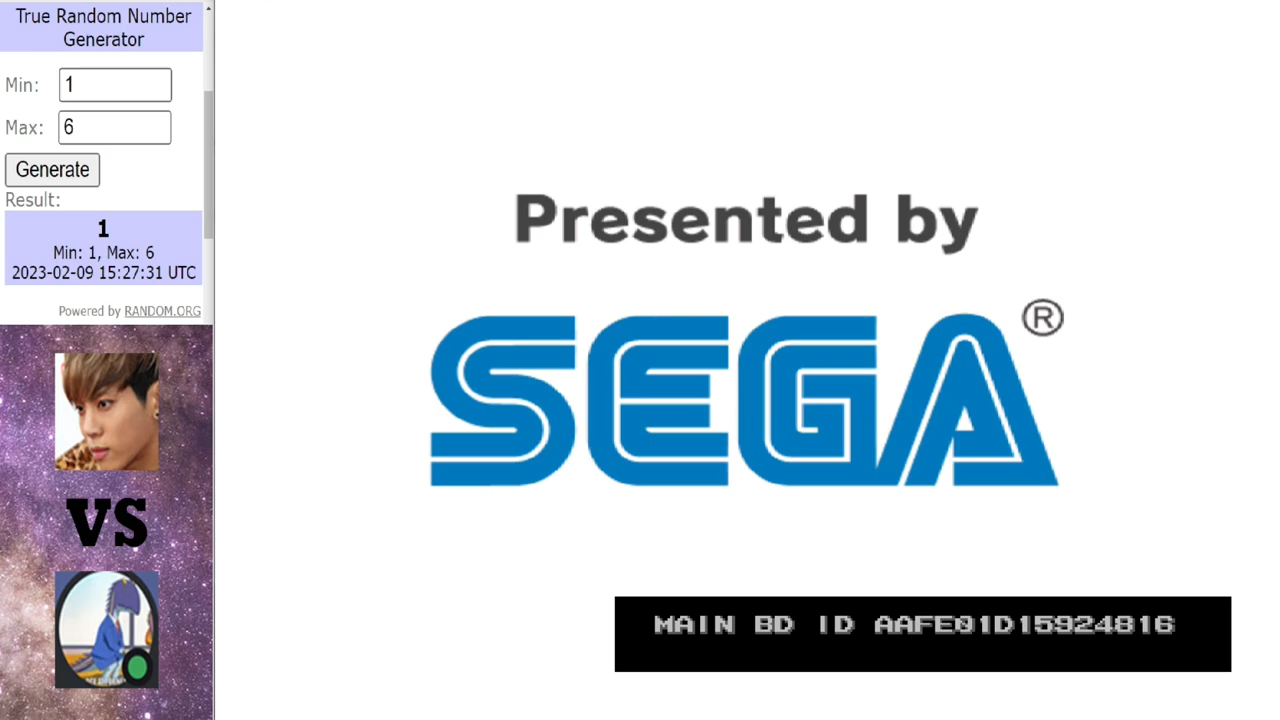 True Random Number
Generator
Min: 1
Max: 6
Generate
Result:
1
Min: 1, Max: 6
2023-02-09 15:27:31 UTC
Powered by RANDOM.ORG
VS
Presented by
SEGA®
MAIN BD ID AAFE01D15924816